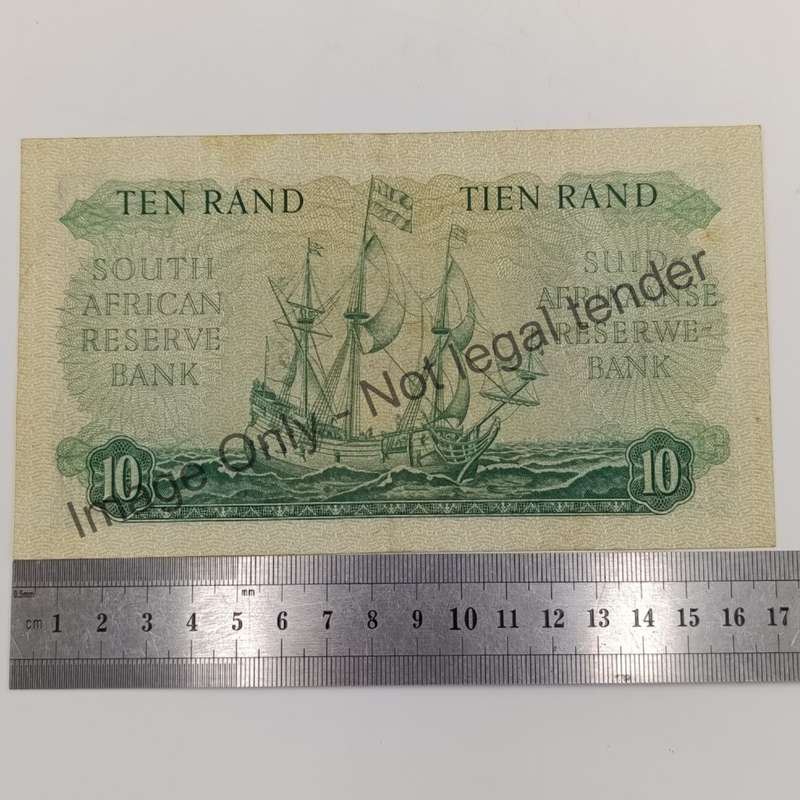 TEN RAND
TIEN RAND
SOUTH
AFRICAN
RESERVE
BANK
SUID-
AFRIKAANSE
RESERWE-
BANK
Image Only - Not legal tender
10
10
0.5mm
mm
cm 1 2 3 4 5 6 7 8 9 10 11 12 13 14 15 16 17